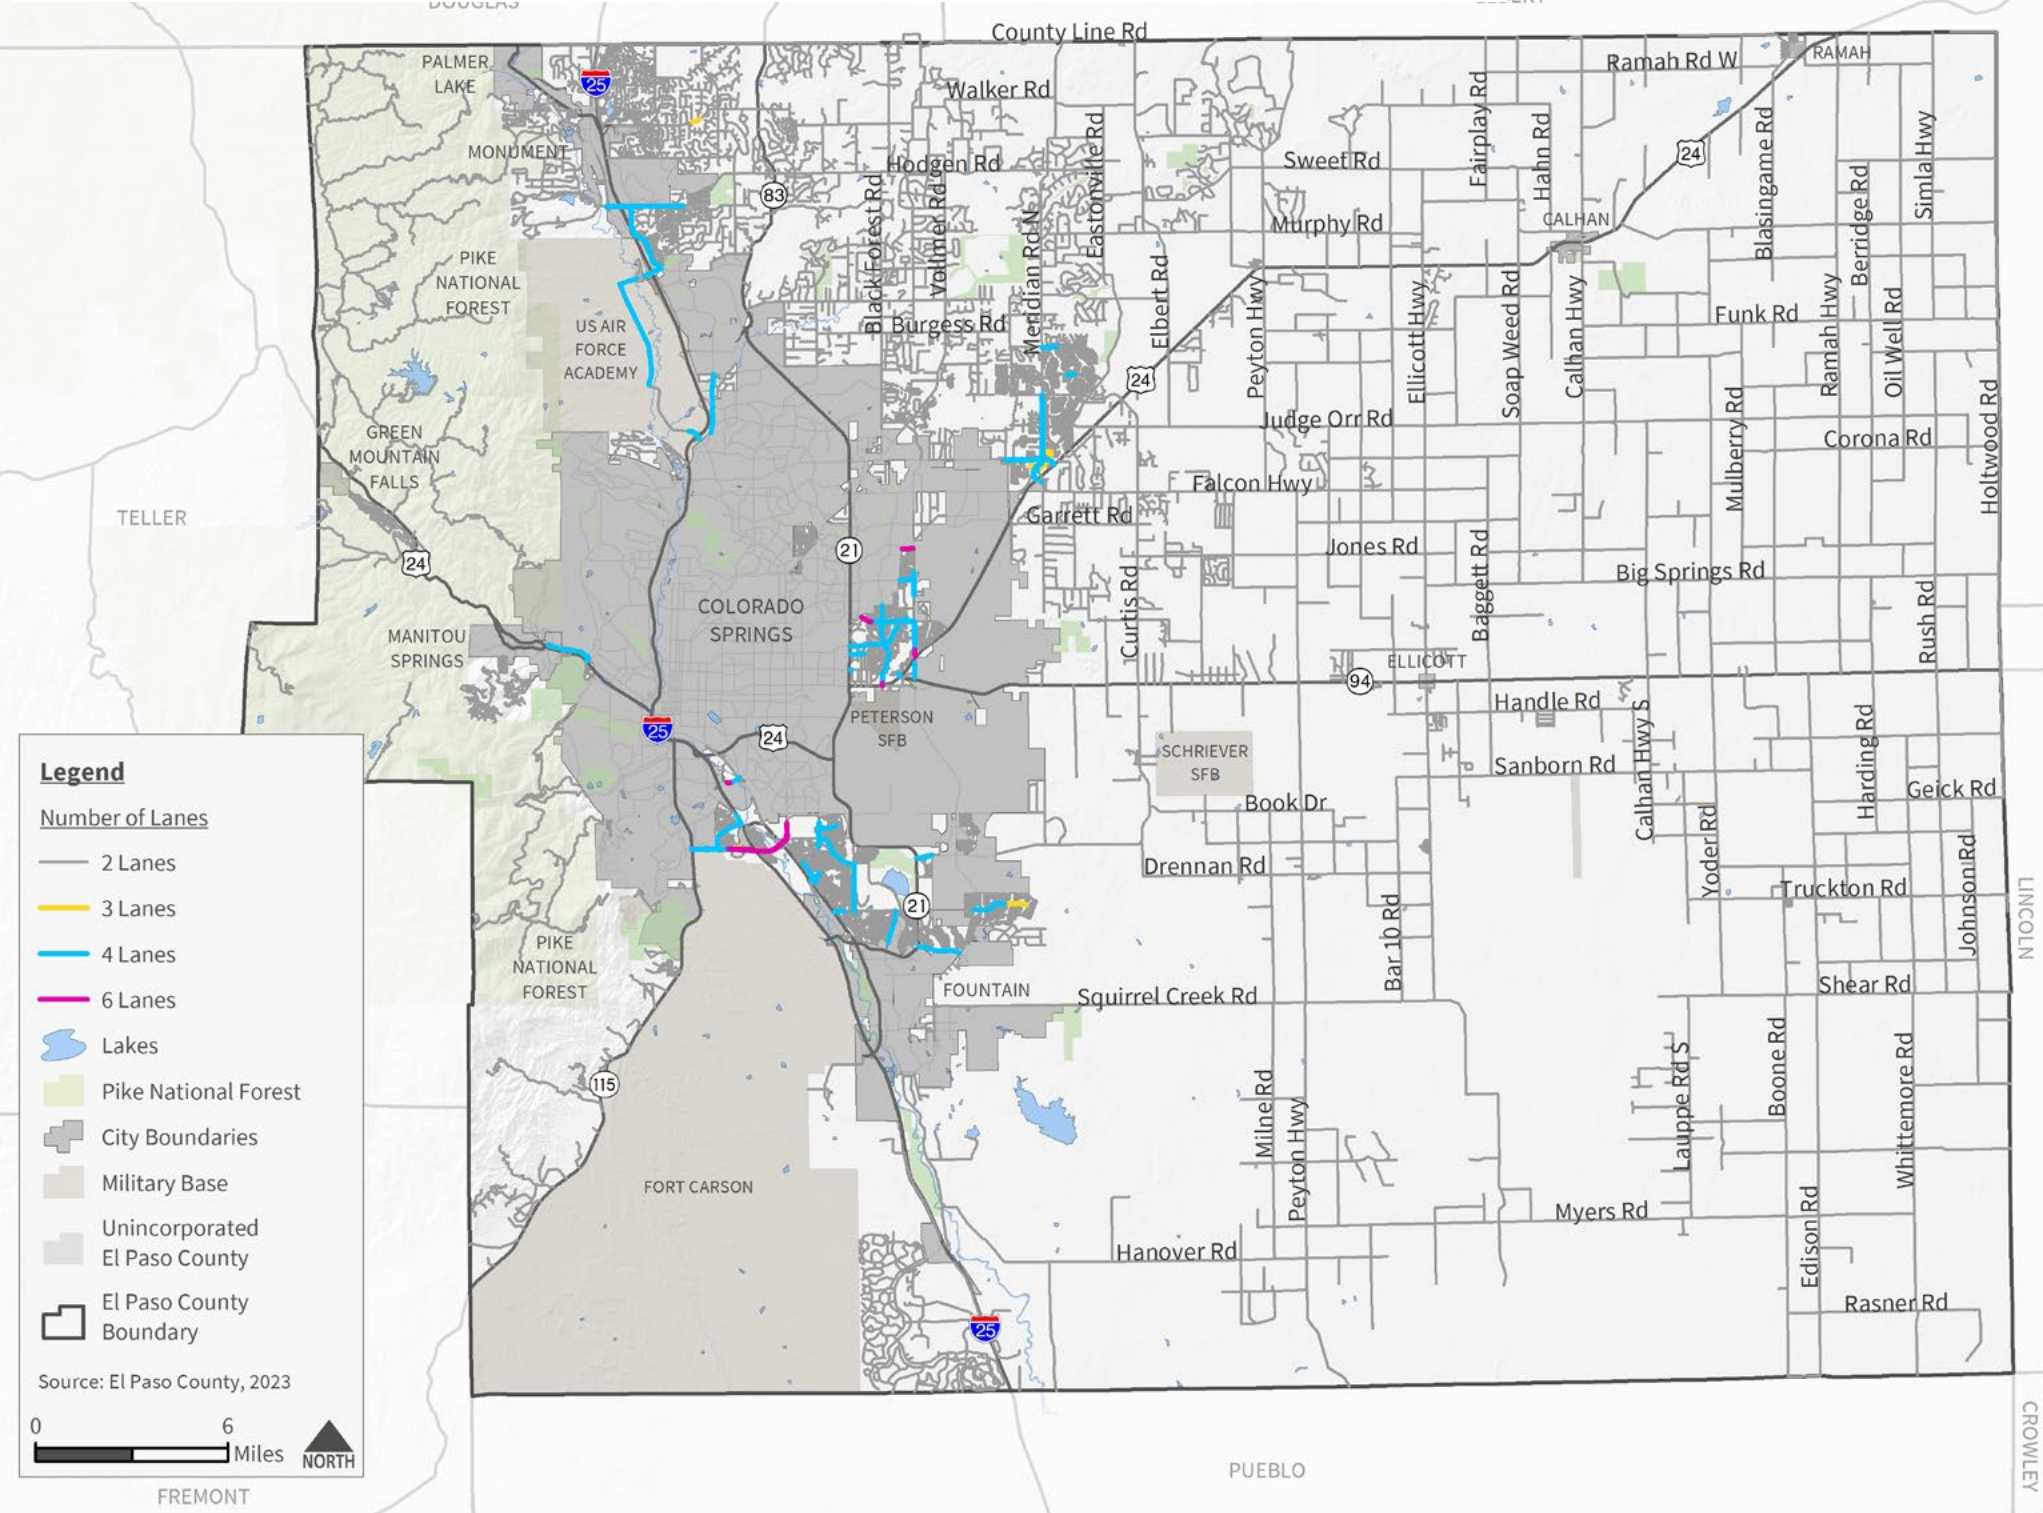 DOUGLAS
County Line Rd
RAMAH
Ramah Rd W
PALMER
LAKE
25
Walker Rd
Fairplay Rd
Hahn Rd
Blasingame Rd
Simla Hwy
MONUMENT
Hodgen Rd
Eastonville Rd
Sweet Rd
24
83
Black Forest Rd
Vollmer Rd
Meridian Rd N
Murphy Rd
CALHAN
Berridge Rd
PIKE
NATIONAL
FOREST
Elbert Rd
Peyton Hwy
Ellicott Hwy
Soap Weed Rd
Calhan Hwy
Funk Rd
Ramah Hwy
Oil Well Rd
US AIR
FORCE
ACADEMY
Burgess Rd
24
Judge Orr Rd
Mulberry Rd
Corona Rd
Holtwood Rd
GREEN
MOUNTAIN
FALLS
Falcon Hwy
Garrett Rd
TELLER
24
21
Jones Rd
Baggett Rd
Big Springs Rd
COLORADO
SPRINGS
Curtis Rd
Rush Rd
MANITOU
SPRINGS
ELLICOTT
94
Handle Rd
25
24
PETERSON
SFB
SCHRIEVER
SFB
Sanborn Rd
Calhan Hwy S
Harding Rd
Geick Rd
Book Dr
Yoder Rd
Drennan Rd
Truckton Rd
Johnson Rd
LINCOLN
21
Bar 10 Rd
PIKE
NATIONAL
FOREST
FOUNTAIN
Squirrel Creek Rd
Shear Rd
115
Milne Rd
Peyton Hwy
Lauppe Rd S
Boone Rd
Whittemore Rd
FORT CARSON
Myers Rd
Hanover Rd
Edison Rd
25
Rasner Rd
Legend
Number of Lanes
2 Lanes
3 Lanes
4 Lanes
6 Lanes
Lakes
Pike National Forest
City Boundaries
Military Base
Unincorporated
El Paso County
El Paso County
Boundary
Source: El Paso County, 2023
0 6
Miles
NORTH
FREMONT
PUEBLO
CROWLEY